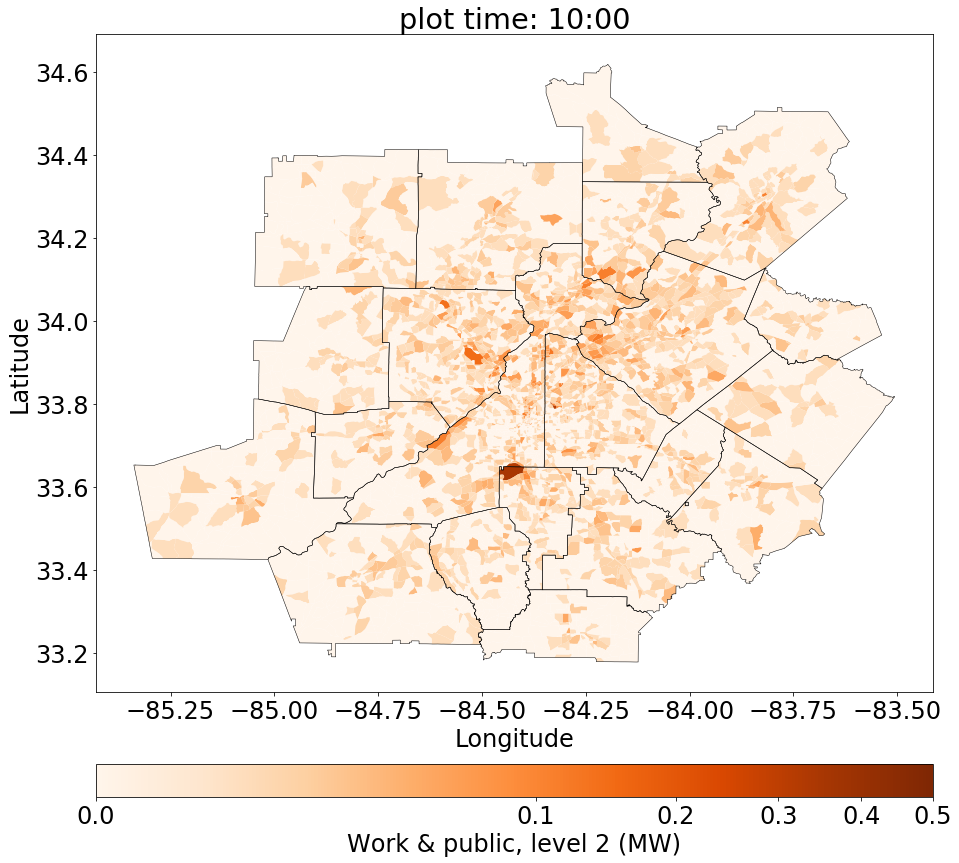 plot time: 10:00
34.6
34.4
34.2
34.0
33.8
33.6
33.4
33.2
Latitude
−85.25 −85.00 −84.75 −84.50 −84.25 −84.00 −83.75 −83.50
Longitude
0.0 0.1 0.2 0.3 0.4 0.5
Work & public, level 2 (MW)